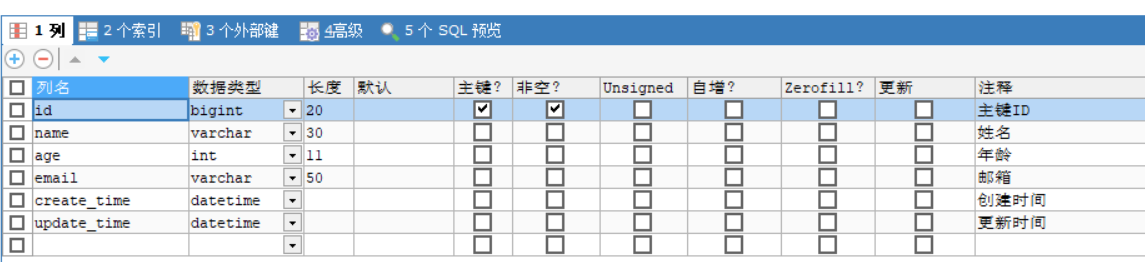 1 列 2 个索引 3 个外部键 4高级 5 个 SQL 预览
列名 数据类型 长度 默认 主键? 非空? Unsigned 自增? Zerofill? 更新 注释
id bigint 20 主键ID
name varchar 30 姓名
age int 11 年龄
email varchar 50 邮箱
create_time datetime 创建时间
update_time datetime 更新时间